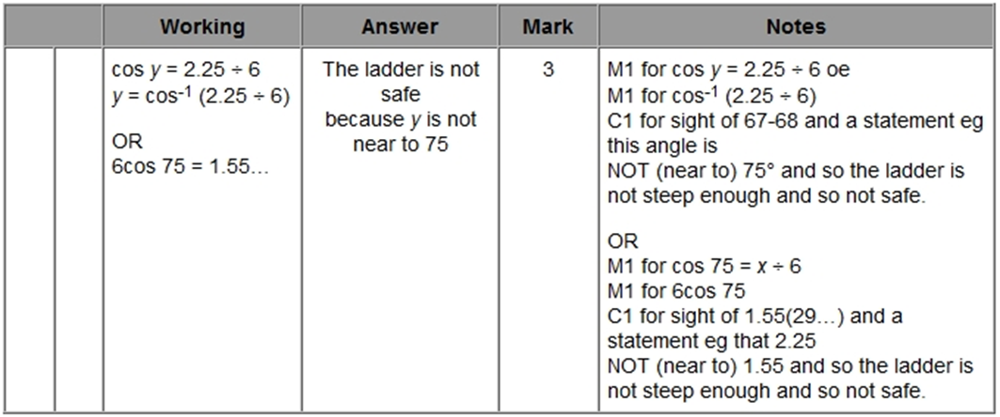 Working Answer Mark Notes
cos y = 2.25 ÷ 6
y = cos-1 (2.25 ÷ 6)
OR
6cos 75 = 1.55…
The ladder is not
safe
because y is not
near to 75
3
M1 for cos y = 2.25 ÷ 6 oe
M1 for cos-1 (2.25 ÷ 6)
C1 for sight of 67-68 and a statement eg
this angle is
NOT (near to) 75° and so the ladder is
not steep enough and so not safe.
OR
M1 for cos 75 = x ÷ 6
M1 for 6cos 75
C1 for sight of 1.55(29…) and a
statement eg that 2.25
NOT (near to) 1.55 and so the ladder is
not steep enough and so not safe.